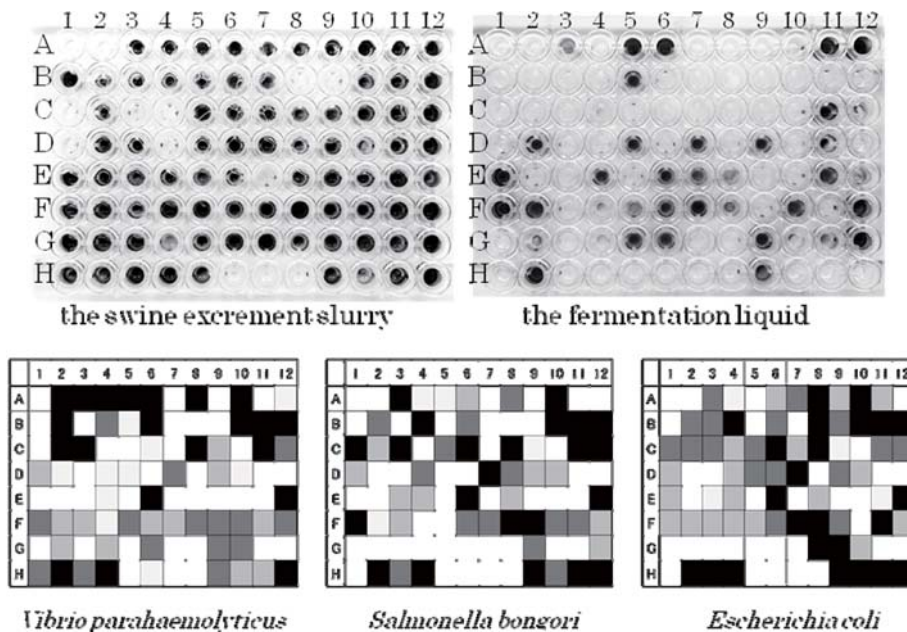 1 2 3 4 5 6 7 8 9 10 11 12
A
B
C
D
E
F
G
H
the swine excrement slurry
1 2 3 4 5 6 7 8 9 10 11 12
A
B
C
D
E
F
G
H
the fermentation liquid
1 2 3 4 5 6 7 8 9 10 11 12
A
B
C
D
E
F
G
H
Vibrio parahaemolyticus
1 2 3 4 5 6 7 8 9 10 11 12
A
B
C
D
E
F
G
H
Salmonella bongori
1 2 3 4 5 6 7 8 9 10 11 12
A
B
C
D
E
F
G
H
Escherichia coli